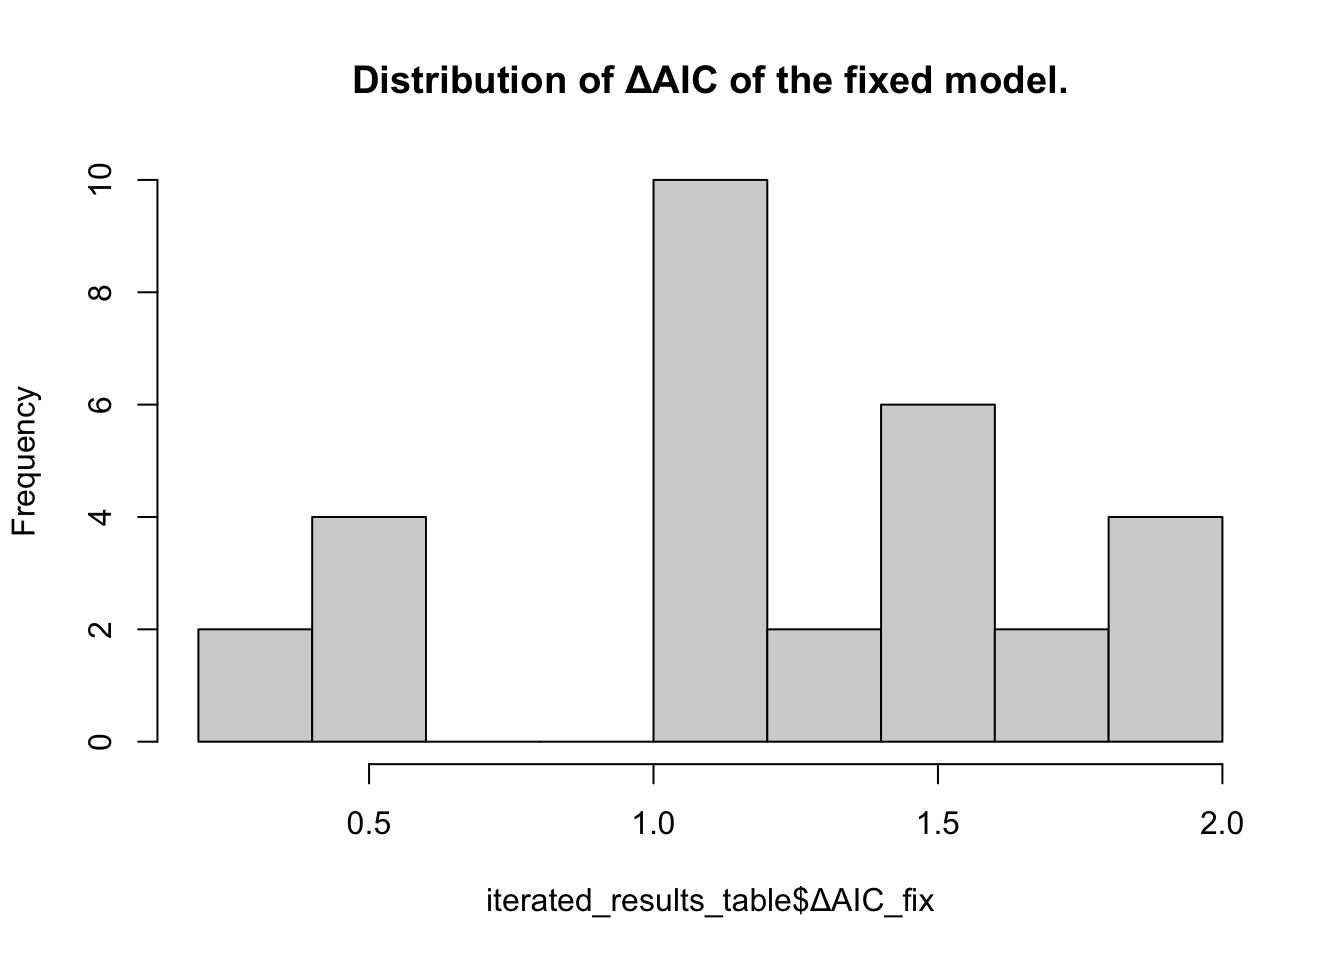 Distribution of ΔAIC of the fixed model.
10
8
6
4
2
0
Frequency
0.5 1.0 1.5 2.0
iterated_results_table$ΔAIC_fix